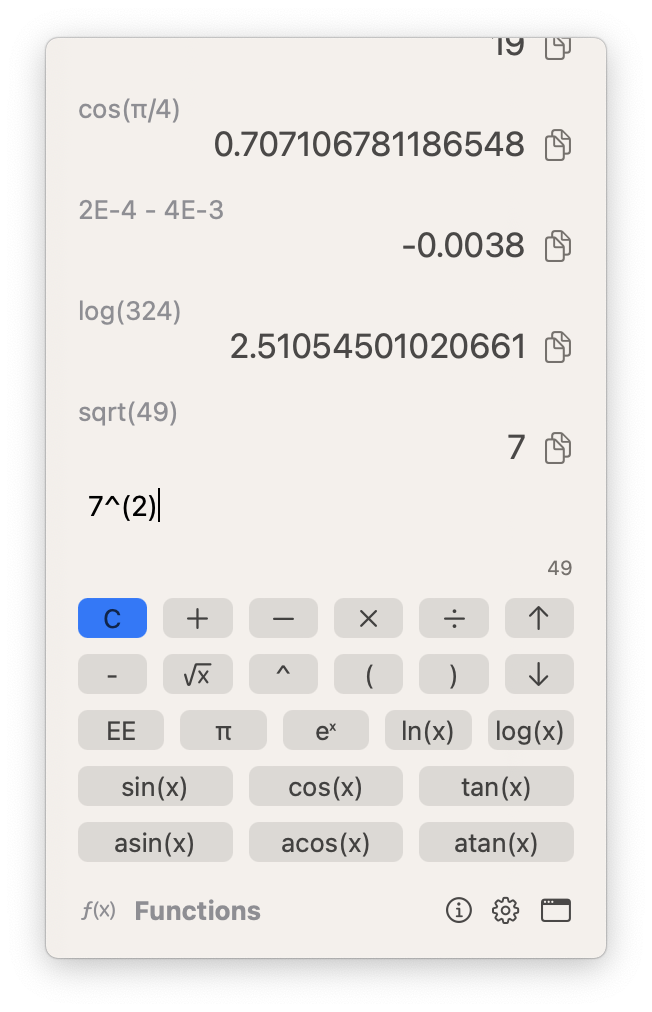 19
cos(π/4)
0.707106781186548
2E-4 - 4E-3
-0.0038
log(324)
2.51054501020661
sqrt(49)
7
7^(2)
49
C + — × ÷ ↑
- √x ^ ( ) ↓
EE π eˣ ln(x) log(x)
sin(x) cos(x) tan(x)
asin(x) acos(x) atan(x)
f(x) Functions